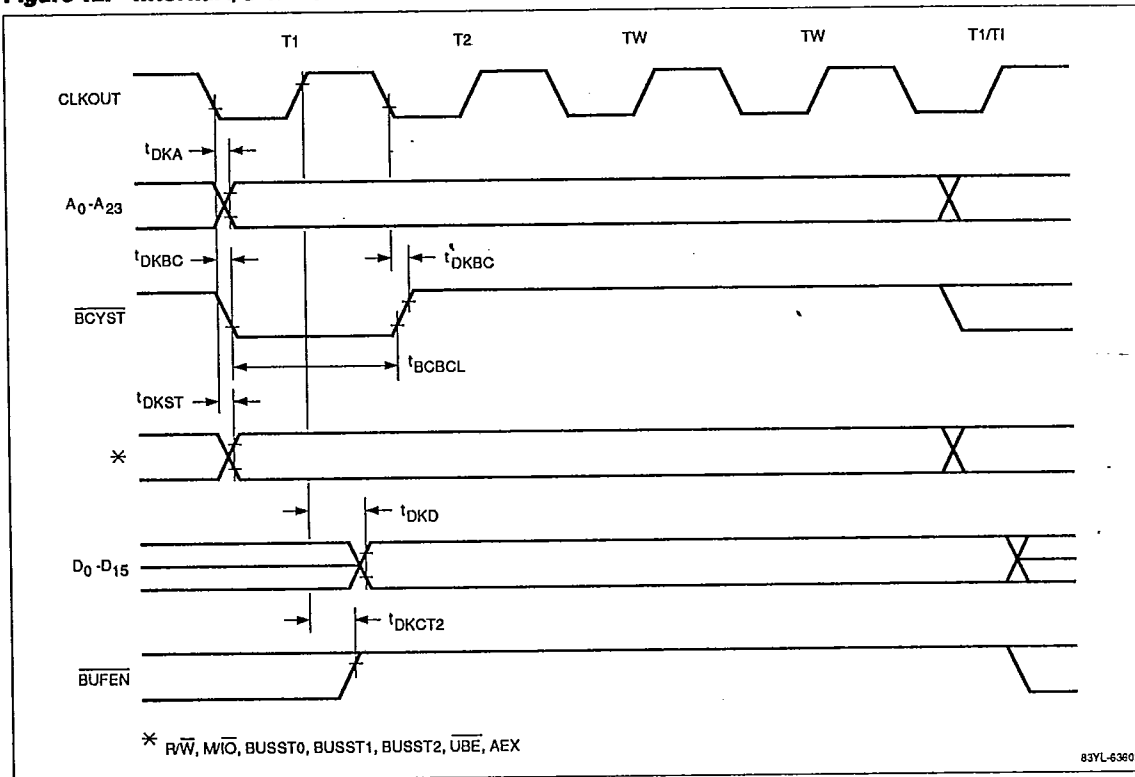 T1 T2 TW TW T1/TI
CLKOUT
tDKA
A0-A23
tDKBC
tDKBC
BCYST
tBCBCL
tDKST
*
tDKD
D0-D15
tDKCT2
BUFEN
* R/W, M/IO, BUSST0, BUSST1, BUSST2, UBE, AEX
83YL-6360